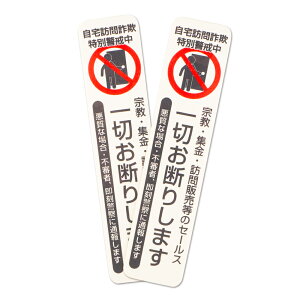 自宅訪問詐欺
特別警戒中
宗教・集金・訪問販売等のセールス
一切お断りします
悪質な場合・不審者、即刻警察に通報します
自宅訪問詐欺
特別警戒中
宗教・集金・
一切お断りします
悪質な場合・不審者、即刻警察に通報します